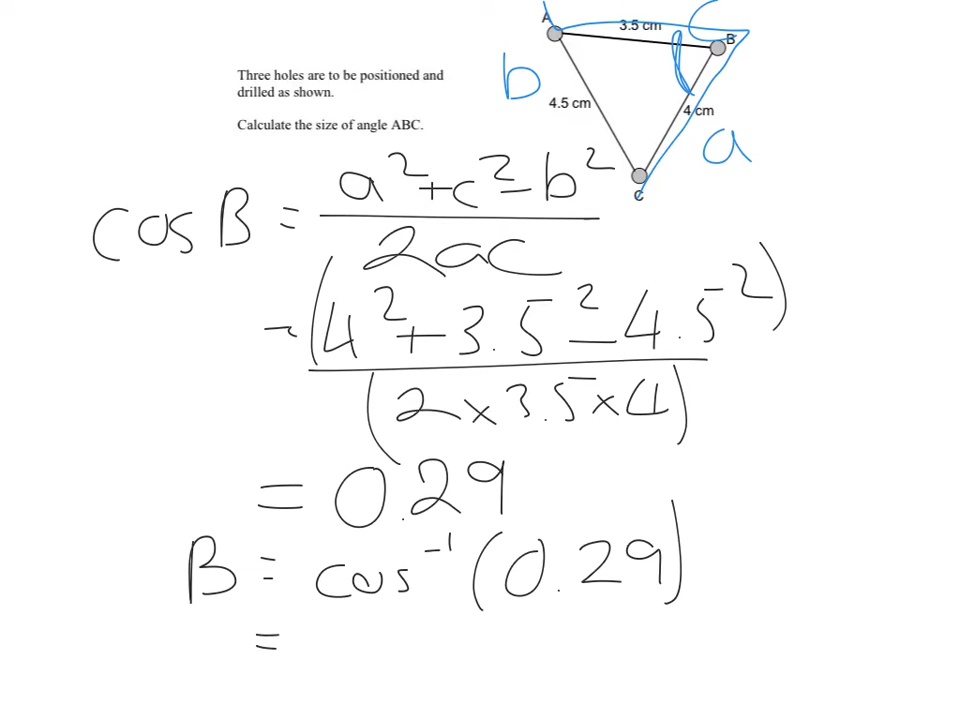 A
3.5 cm
c
B
b
Three holes are to be positioned and
drilled as shown.
4.5 cm
4 cm
Calculate the size of angle ABC.
a
C
cos B = a² + c² - b² / 2ac
= (4² + 3.5² - 4.5²) / (2 × 3.5 × 4)
= 0.29
B = cos⁻¹ (0.29)
=